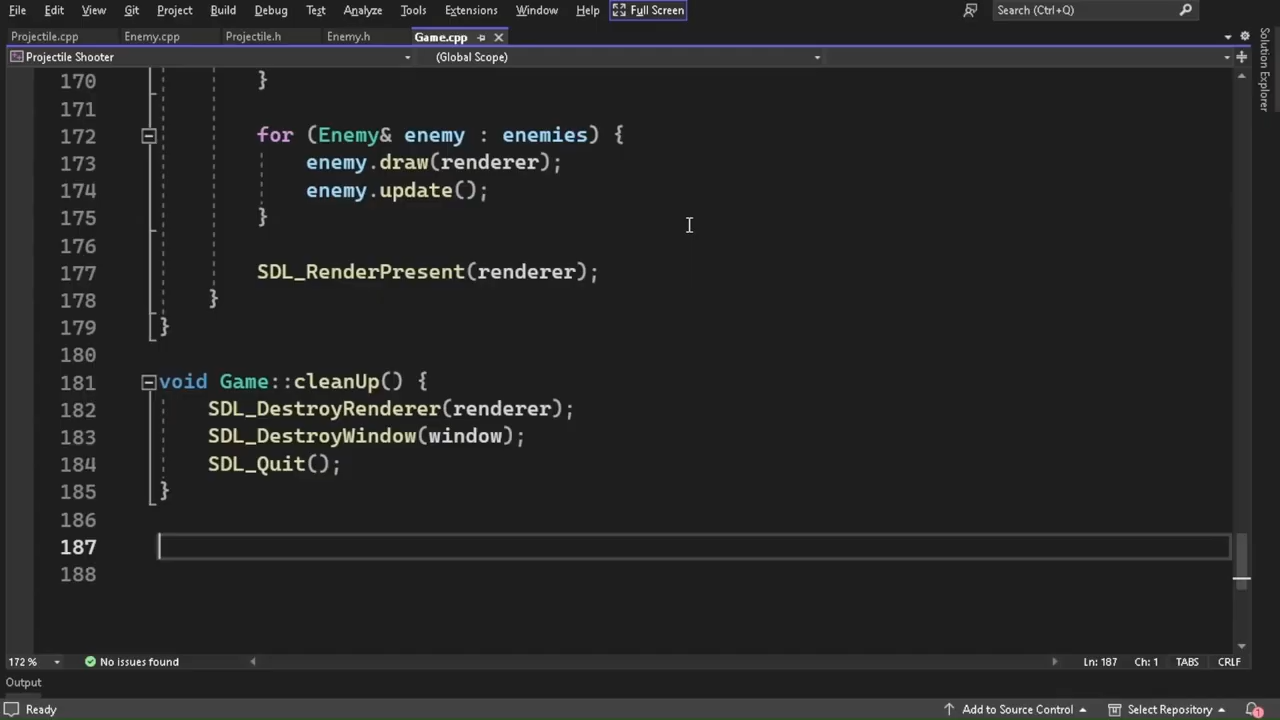 File Edit View Git Project Build Debug Test Analyze Tools Extensions Window Help Full Screen Search (Ctrl+Q)
Projectile.cpp Enemy.cpp Projectile.h Enemy.h Game.cpp
Projectile Shooter (Global Scope)
Solution Explorer
170 }
171
172 for (Enemy& enemy : enemies) {
173 enemy.draw(renderer);
174 enemy.update();
175 }
176
177 SDL_RenderPresent(renderer);
178 }
179 }
180
181 void Game::cleanUp() {
182 SDL_DestroyRenderer(renderer);
183 SDL_DestroyWindow(window);
184 SDL_Quit();
185 }
186
187
188
172 % No issues found Ln: 187 Ch: 1 TABS CRLF
Output
Ready Add to Source Control Select Repository 1